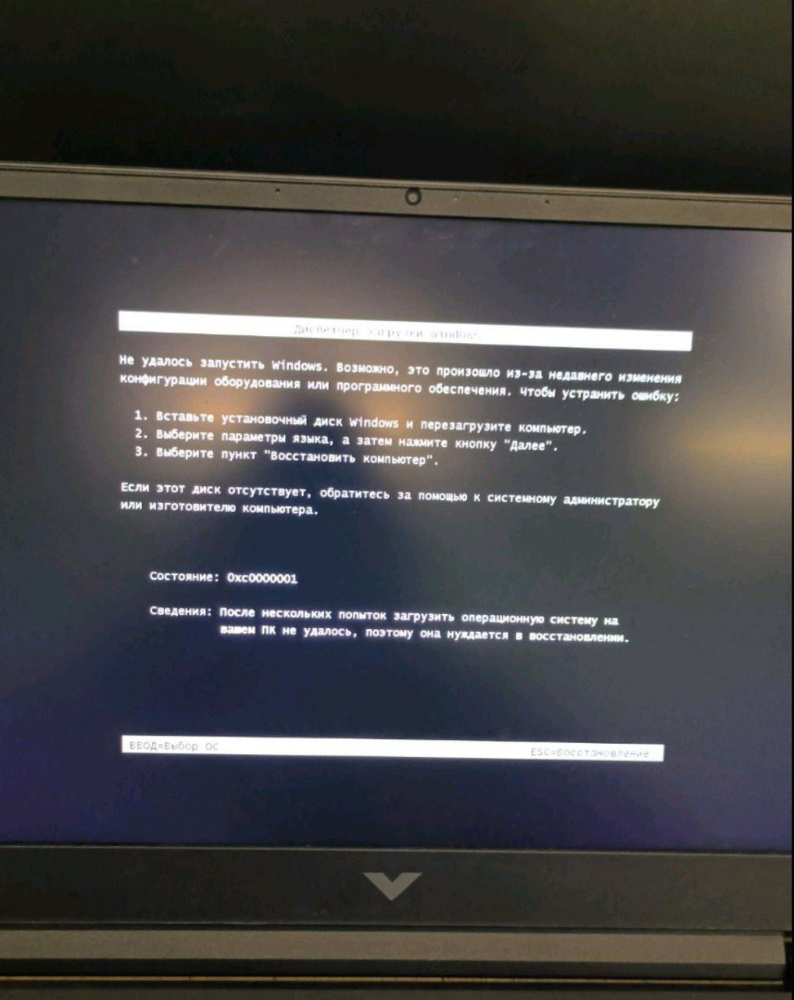 Диспетчер загрузки Windows
Не удалось запустить Windows. Возможно, это произошло из-за недавнего изменения
конфигурации оборудования или программного обеспечения. Чтобы устранить ошибку:
1. Вставьте установочный диск Windows и перезагрузите компьютер.
2. Выберите параметры языка, а затем нажмите кнопку "Далее".
3. Выберите пункт "Восстановить компьютер".
Если этот диск отсутствует, обратитесь за помощью к системному администратору
или изготовителю компьютера.
Состояние: 0xc0000001
Сведения: После нескольких попыток загрузить операционную систему на
вашем ПК не удалось, поэтому она нуждается в восстановлении.
ВВОД=Выбор ОС ESC=Восстановление